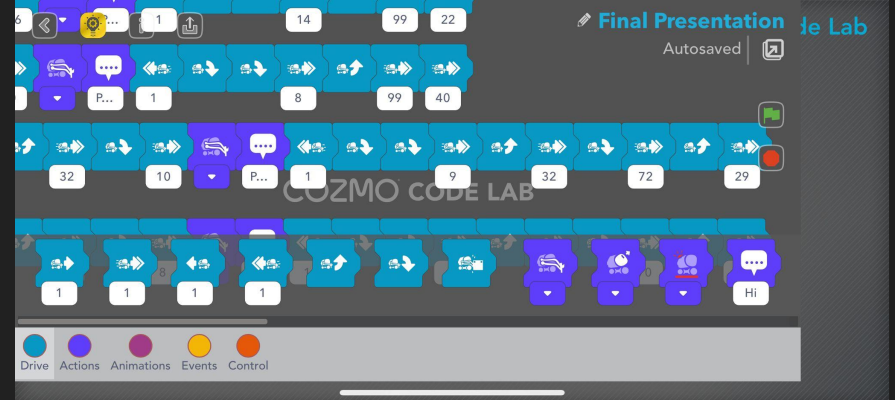 6 P... 1 14 99 22
Final Presentation
de Lab
Autosaved
P... 1 8 99 40
32 10 P... 1 9 32 72 29
COZMO CODE LAB
1 1 1 1 Hi
Drive Actions Animations Events Control